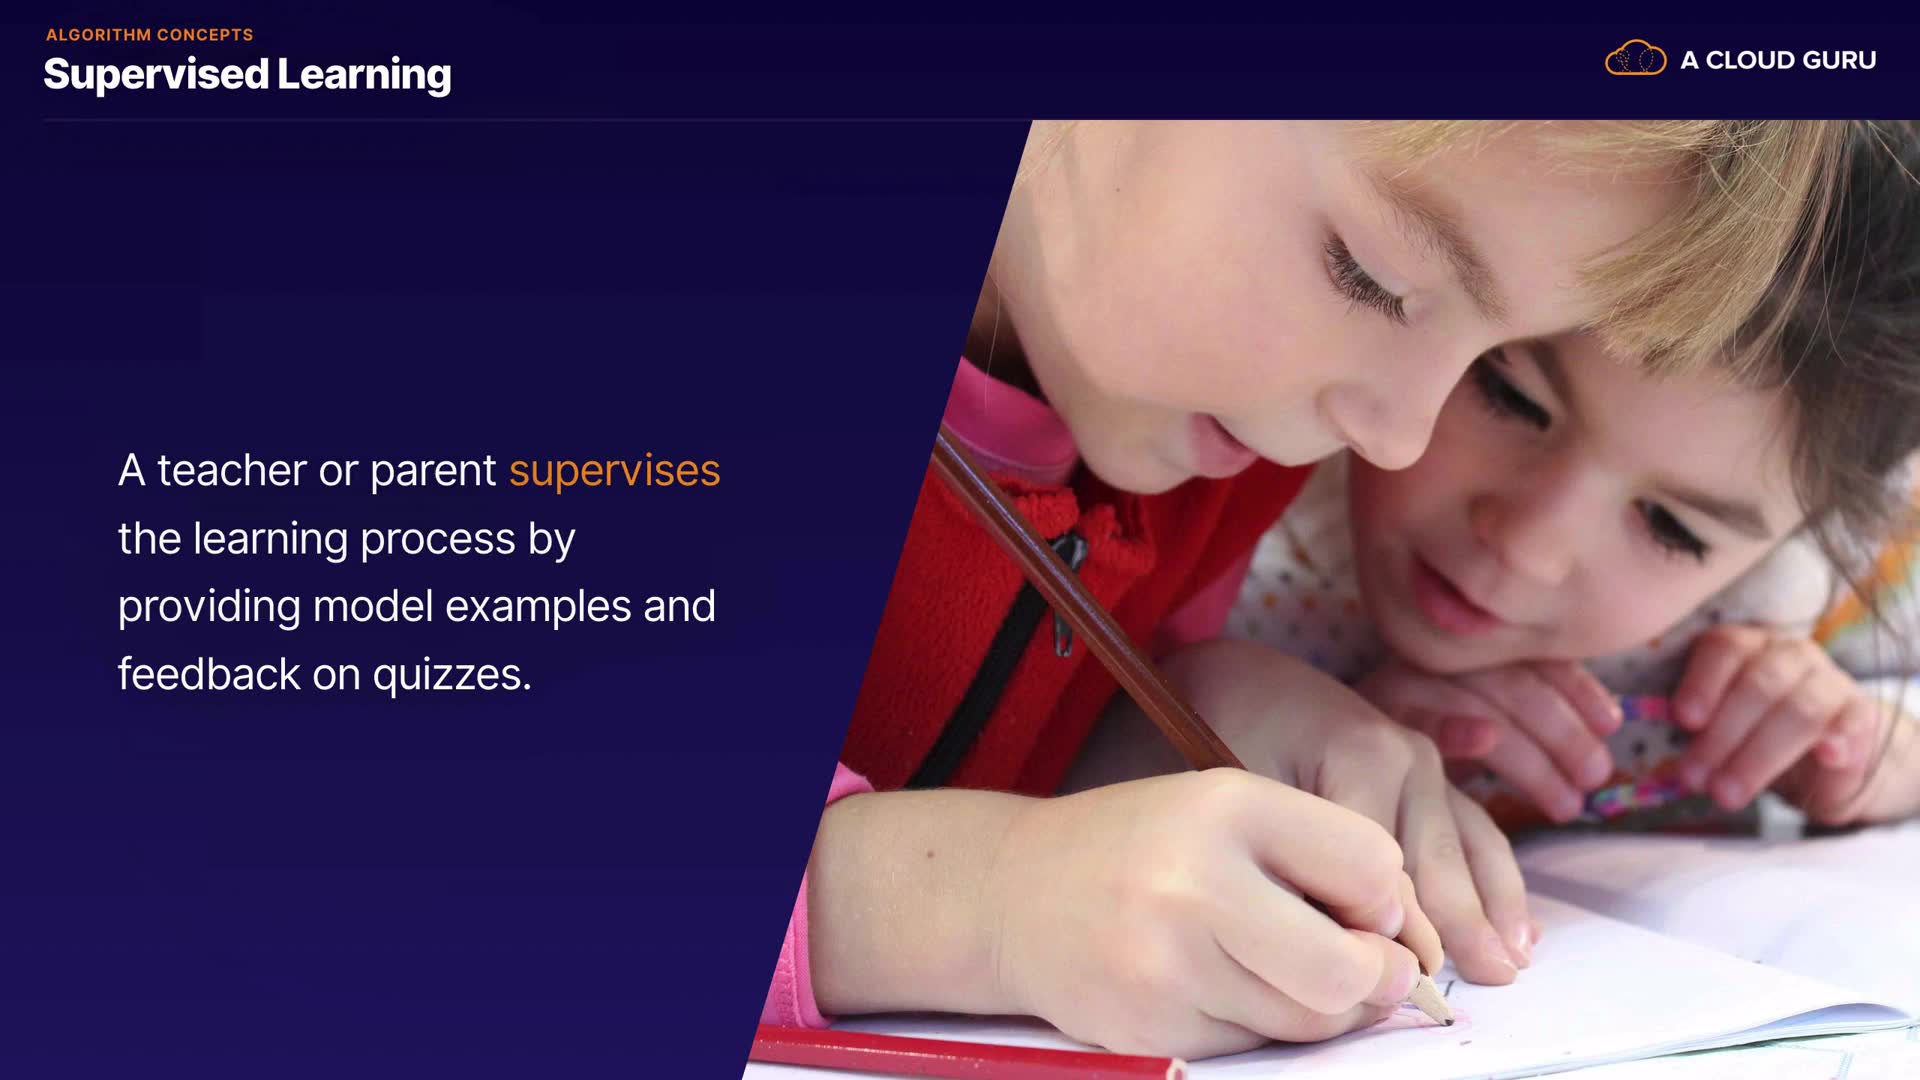 ALGORITHM CONCEPTS
Supervised Learning
A CLOUD GURU
A teacher or parent supervises
the learning process by
providing model examples and
feedback on quizzes.